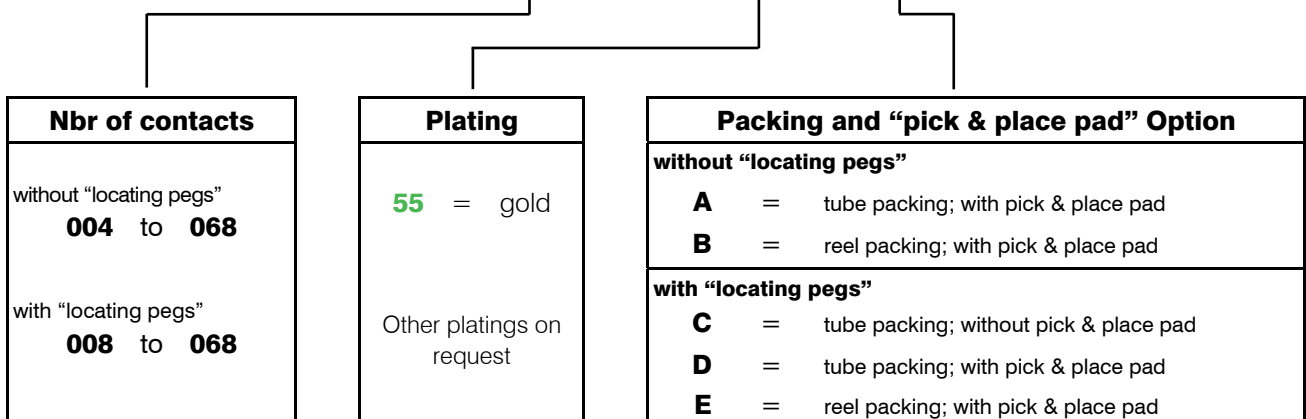 Nbr of contacts
without “locating pegs”
004 to 068
with “locating pegs”
008 to 068
Plating
55 = gold
Other platings on
request
Packing and “pick & place pad” Option
without “locating pegs”
A = tube packing; with pick & place pad
B = reel packing; with pick & place pad
with “locating pegs”
C = tube packing; without pick & place pad
D = tube packing; with pick & place pad
E = reel packing; with pick & place pad